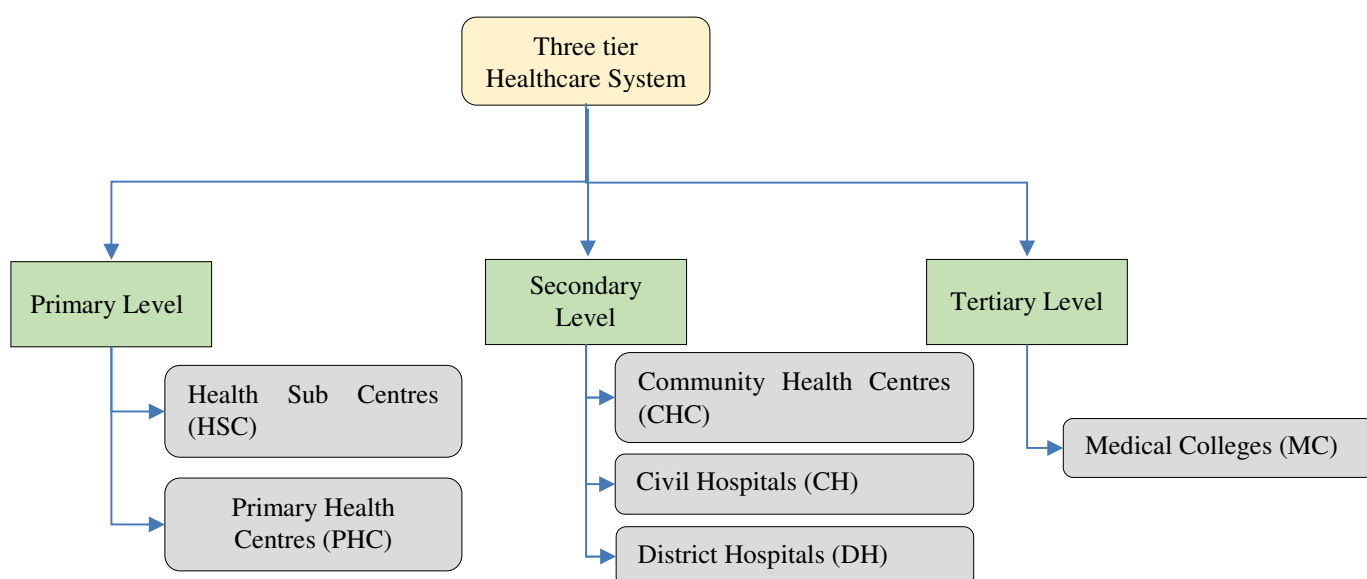 Three tier
Healthcare System
Primary Level
Secondary
Level
Tertiary Level
Health Sub Centres
(HSC)
Primary Health
Centres (PHC)
Community Health Centres
(CHC)
Civil Hospitals (CH)
District Hospitals (DH)
Medical Colleges (MC)